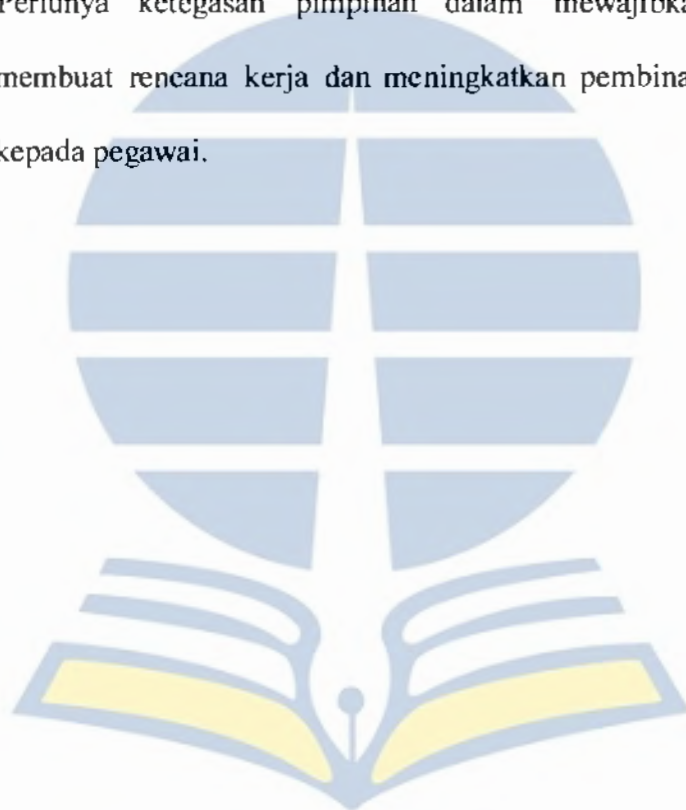 Perlunya ketegasan pimpinan dalam mewajibka
membuat rencana kerja dan meningkatkan pembina
kepada pegawai.